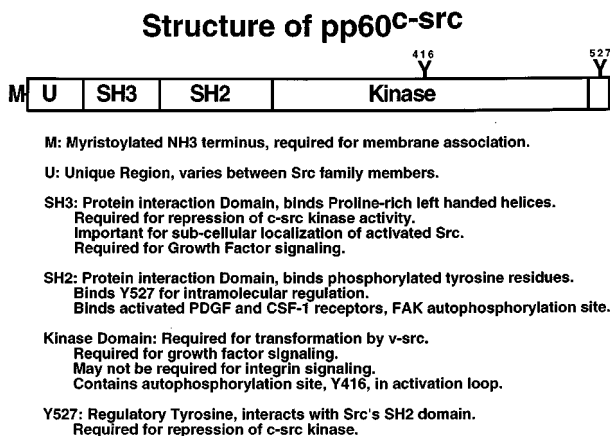 Structure of pp60c-src
416
527
Y
Y
M U SH3 SH2 Kinase
M: Myristoylated NH3 terminus, required for membrane association.
U: Unique Region, varies between Src family members.
SH3: Protein interaction Domain, binds Proline-rich left handed helices.
Required for repression of c-src kinase activity.
Important for sub-cellular localization of activated Src.
Required for Growth Factor signaling.
SH2: Protein interaction Domain, binds phosphorylated tyrosine residues.
Binds Y527 for intramolecular regulation.
Binds activated PDGF and CSF-1 receptors, FAK autophosphorylation site.
Kinase Domain: Required for transformation by v-src.
Required for growth factor signaling.
May not be required for integrin signaling.
Contains autophosphorylation site, Y416, in activation loop.
Y527: Regulatory Tyrosine, interacts with Src's SH2 domain.
Required for repression of c-src kinase.